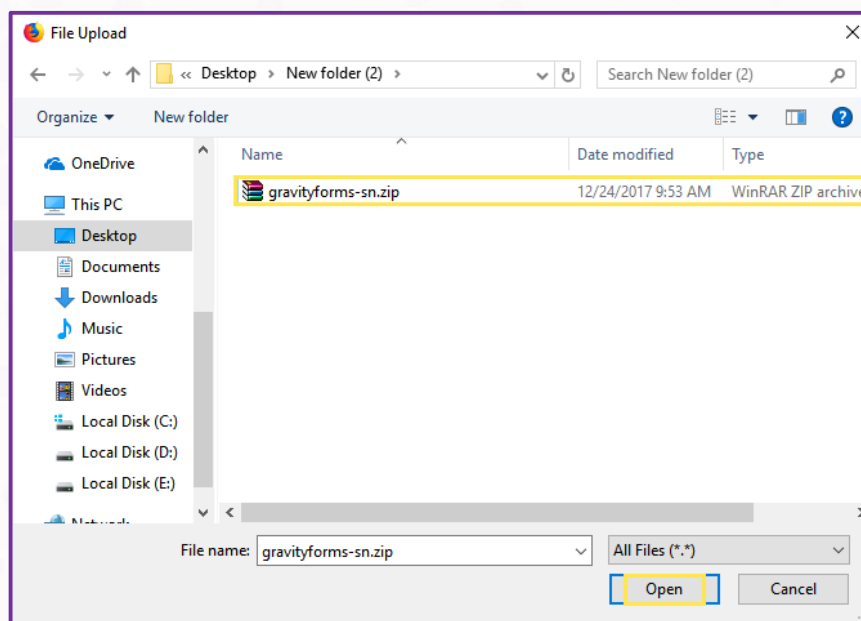 File Upload
« Desktop > New folder (2) >
Search New folder (2)
Organize
New folder
Name
Date modified
Type
OneDrive
gravityforms-sn.zip
12/24/2017 9:53 AM
WinRAR ZIP archive
This PC
Desktop
Documents
Downloads
Music
Pictures
Videos
Local Disk (C:)
Local Disk (D:)
Local Disk (E:)
Network
File name:
gravityforms-sn.zip
All Files (*.*)
Open
Cancel